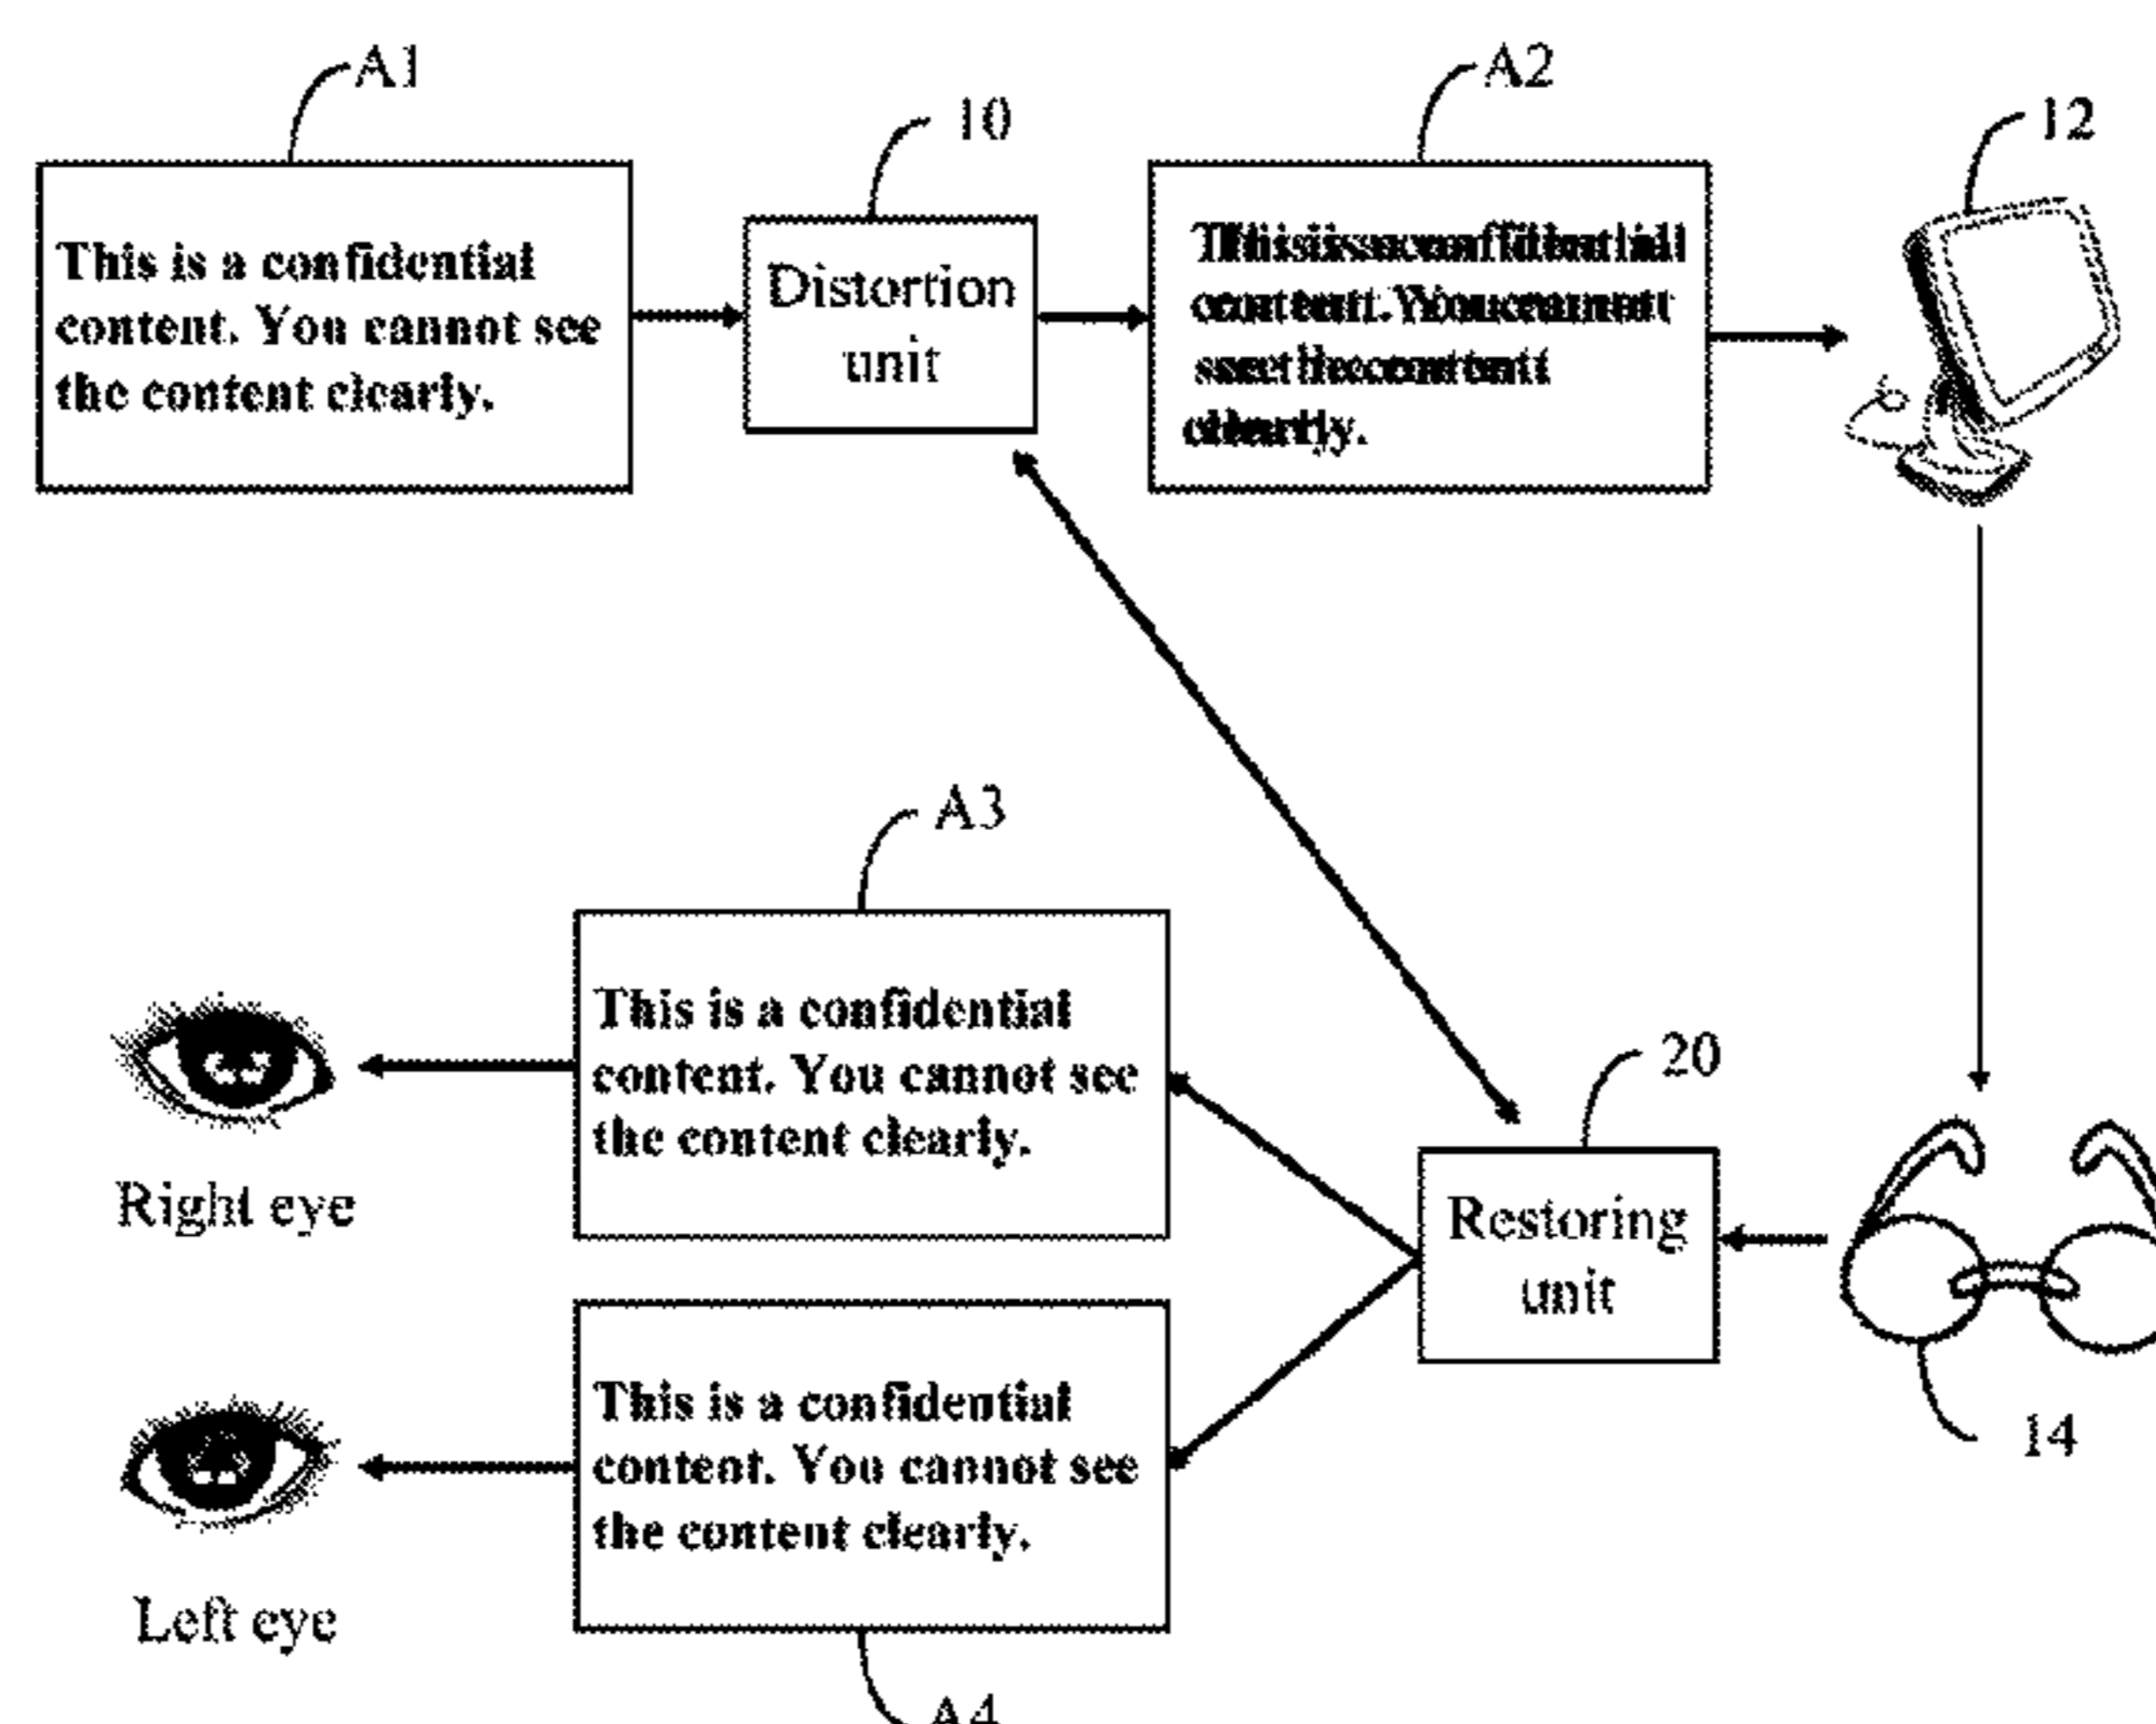 A1
10
A2
12
This is a confidential
content. You cannot see
the content clearly.
Distortion
unit
A3
This is a confidential
content. You cannot see
the content clearly.
Right eye
20
Restoring
unit
14
This is a confidential
content. You cannot see
the content clearly.
Left eye
A4